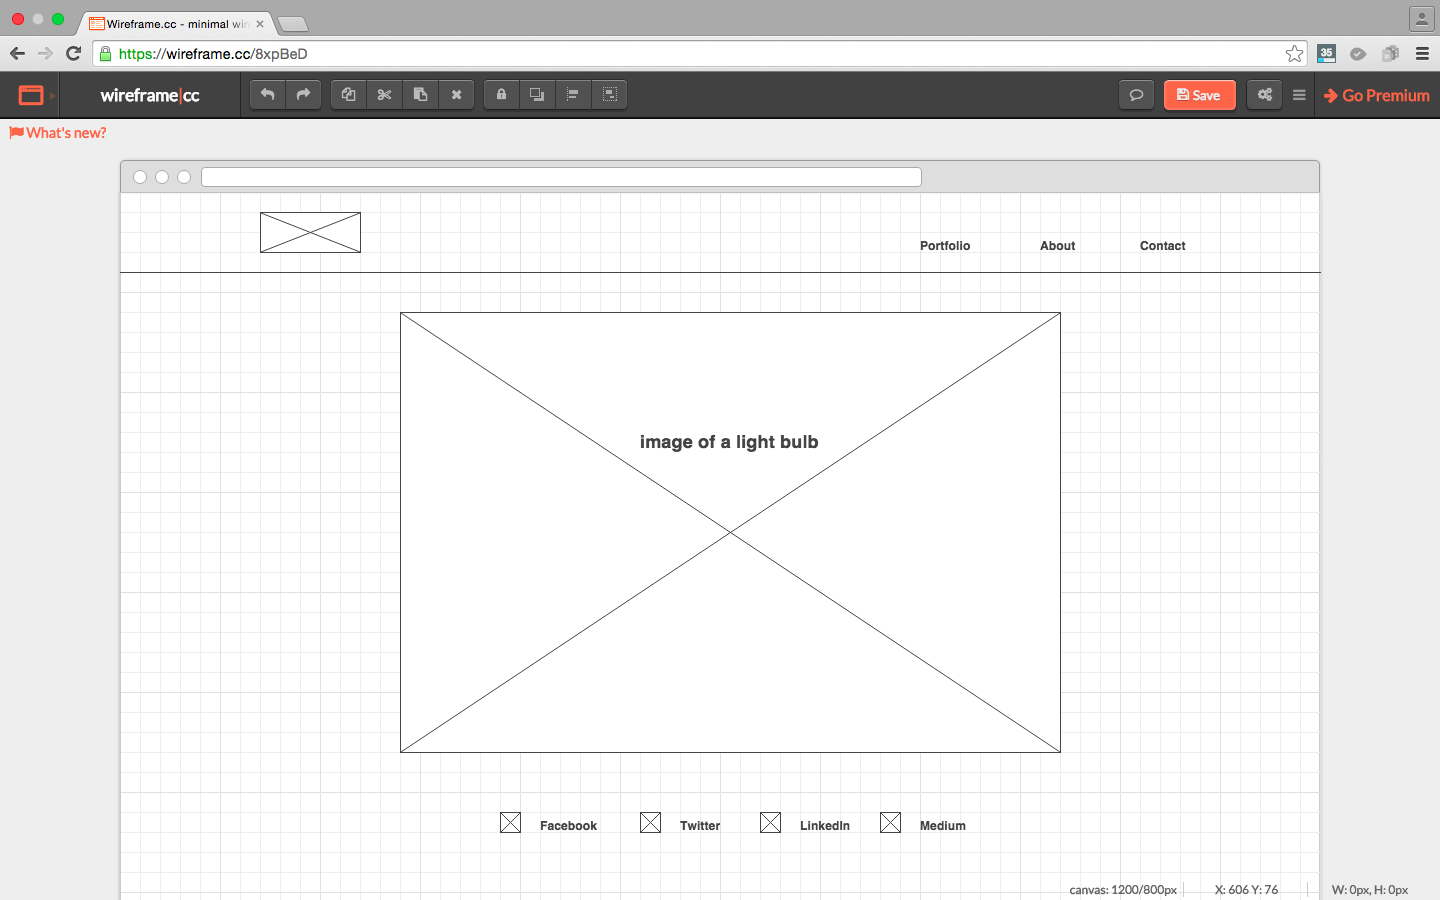 Wireframe.cc - minimal wir
https://wireframe.cc/8xpBeD
35
wireframe|cc
Save
Go Premium
What's new?
Portfolio
About
Contact
image of a light bulb
Facebook
Twitter
LinkedIn
Medium
canvas: 1200/800px
X: 606 Y: 76
W: 0px, H: 0px